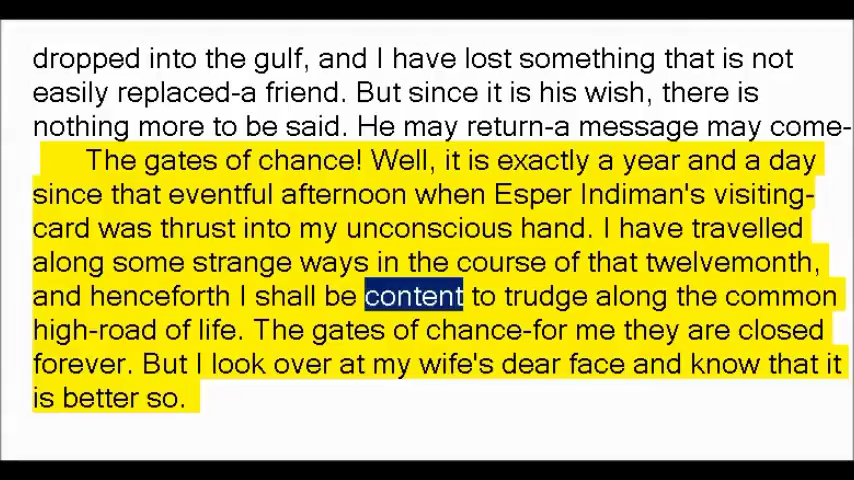 dropped into the gulf, and I have lost something that is not
easily replaced-a friend. But since it is his wish, there is
nothing more to be said. He may return-a message may come-
The gates of chance! Well, it is exactly a year and a day
since that eventful afternoon when Esper Indiman's visiting-
card was thrust into my unconscious hand. I have travelled
along some strange ways in the course of that twelvemonth,
and henceforth I shall be content to trudge along the common
high-road of life. The gates of chance-for me they are closed
forever. But I look over at my wife's dear face and know that it
is better so.